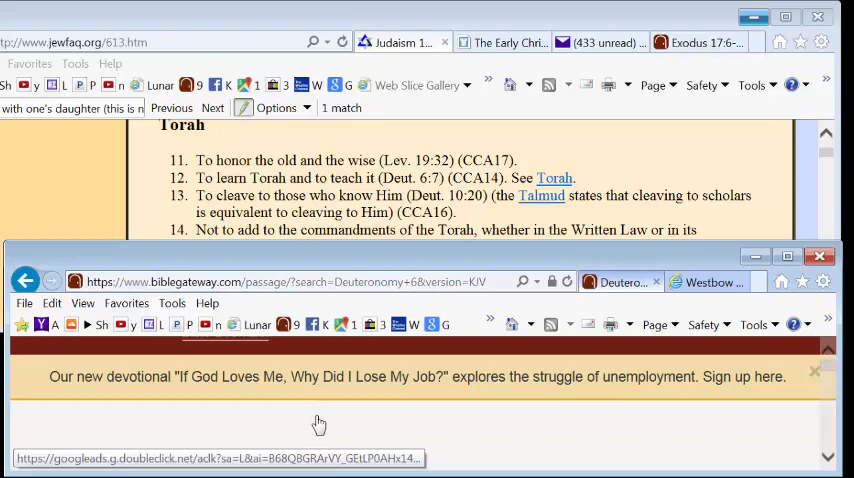 ttp://www.jewfaq.org/613.htm
Judaism 1...
The Early Chri...
(433 unread) ...
Exodus 17:6-...
Favorites Tools Help
Sh y P P n Lunar 9 K 1 3 W G Web Slice Gallery
Page Safety Tools
with one's daughter (this is n Previous Next Options 1 match
Torah
11. To honor the old and the wise (Lev. 19:32) (CCA17).
12. To learn Torah and to teach it (Deut. 6:7) (CCA14). See Torah.
13. To cleave to those who know Him (Deut. 10:20) (the Talmud states that cleaving to scholars
is equivalent to cleaving to Him) (CCA16).
14. Not to add to the commandments of the Torah, whether in the Written Law or in its
https://www.biblegateway.com/passage/?search=Deuteronomy+6&version=KJV
Deutero...
Westbow ...
File Edit View Favorites Tools Help
A Sh y P P n Lunar 9 K 1 3 W G
Page Safety Tools
Our new devotional "If God Loves Me, Why Did I Lose My Job?" explores the struggle of unemployment. Sign up here.
https://googleads.g.doubleclick.net/aclk?sa=L&ai=B68QBGRArVY_GEtLP0AHx14...